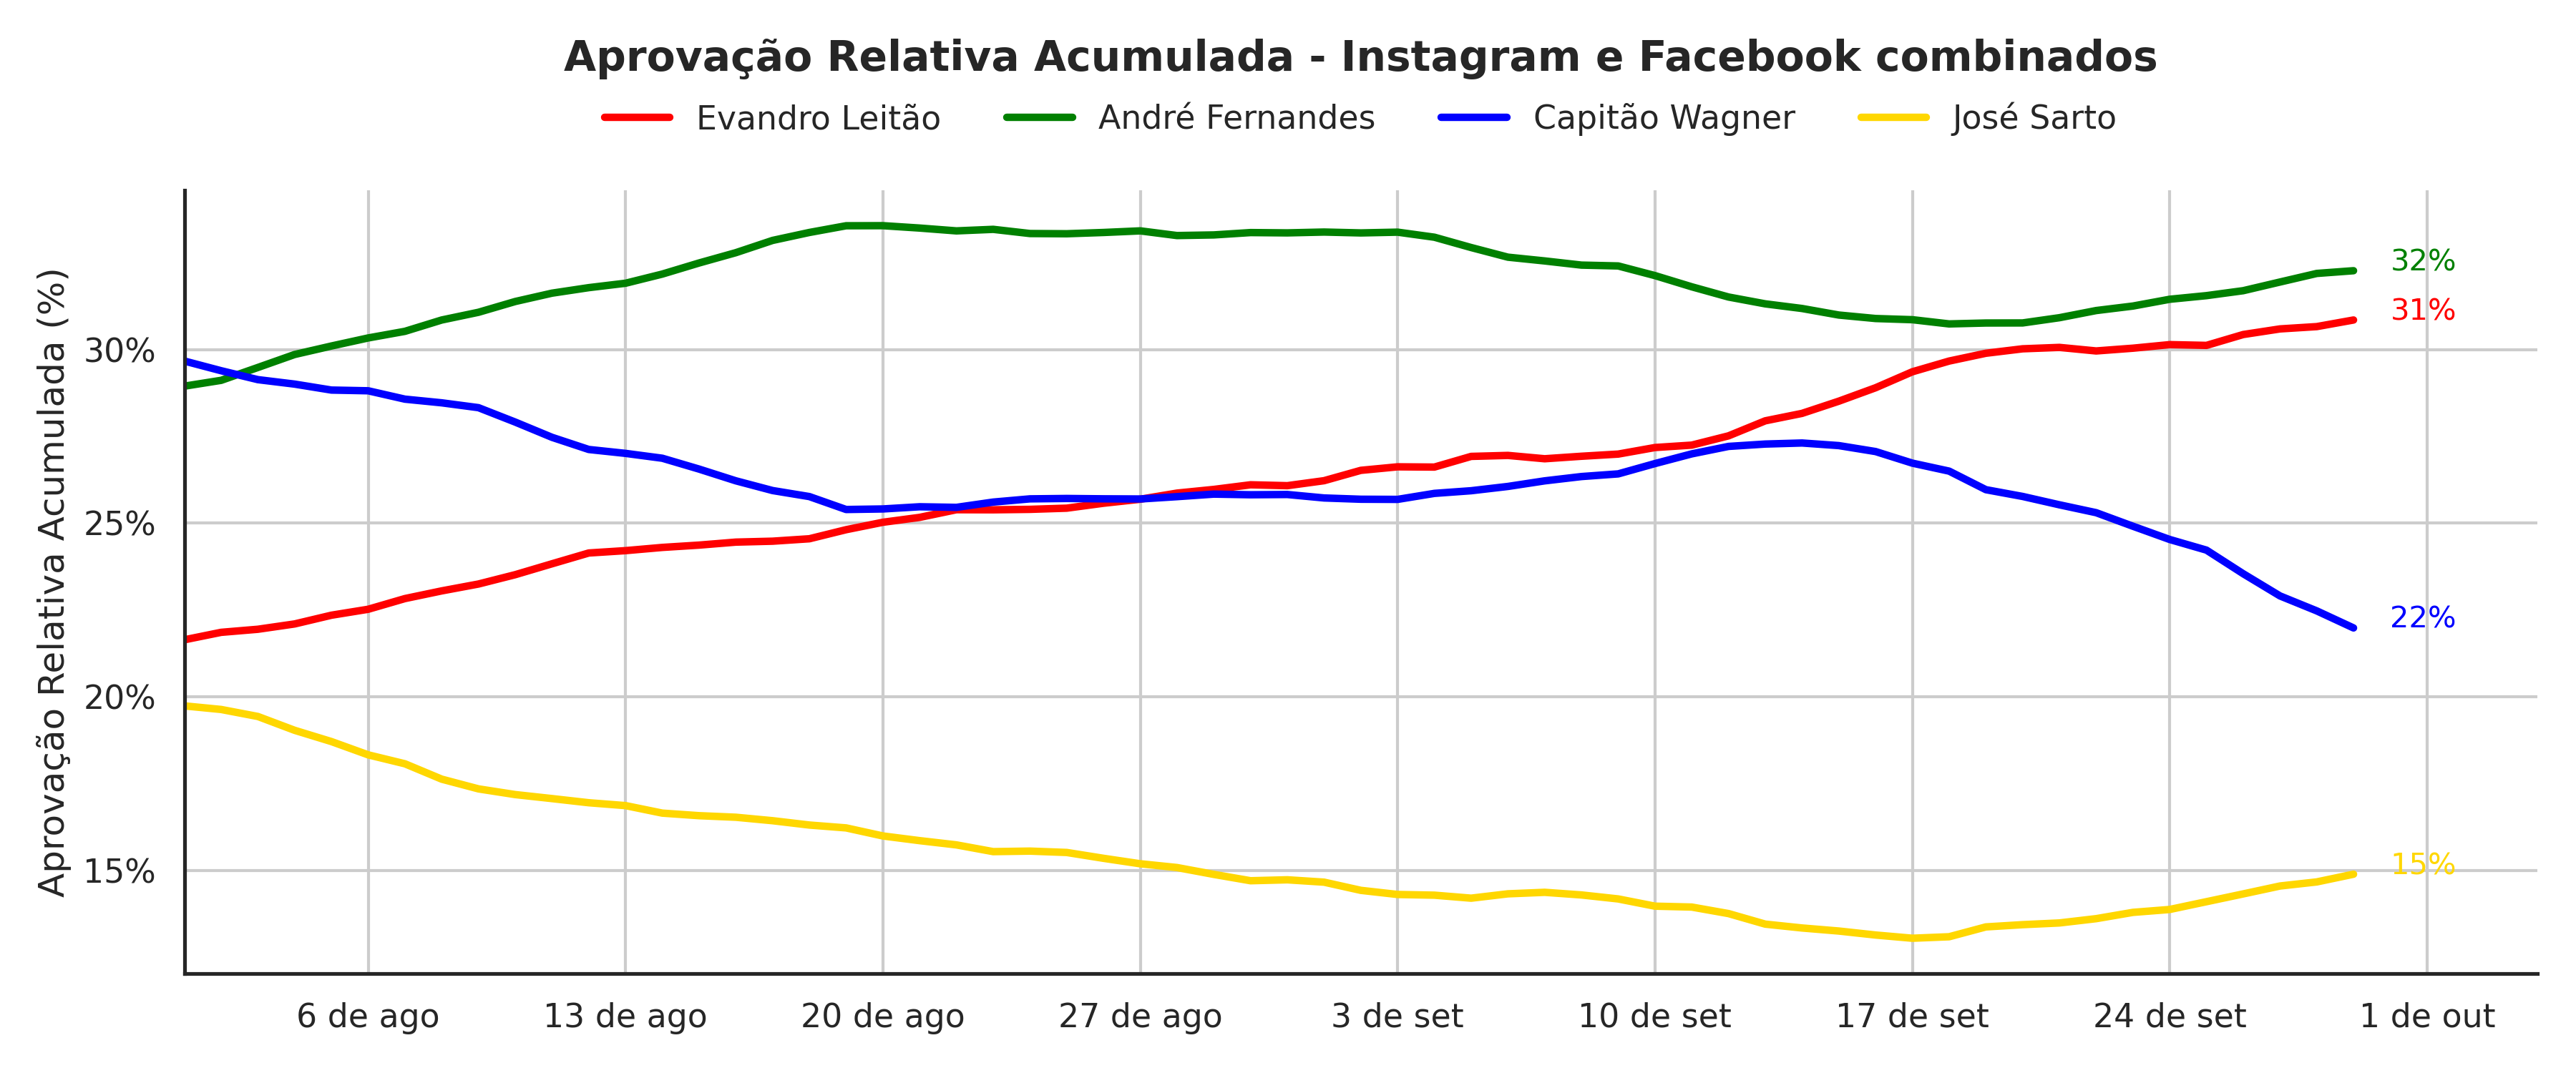 Aprovação Relativa Acumulada - Instagram e Facebook combinados
Evandro Leitão André Fernandes Capitão Wagner José Sarto
Aprovação Relativa Acumulada (%)
30%
25%
20%
15%
32%
31%
22%
15%
6 de ago 13 de ago 20 de ago 27 de ago 3 de set 10 de set 17 de set 24 de set 1 de out